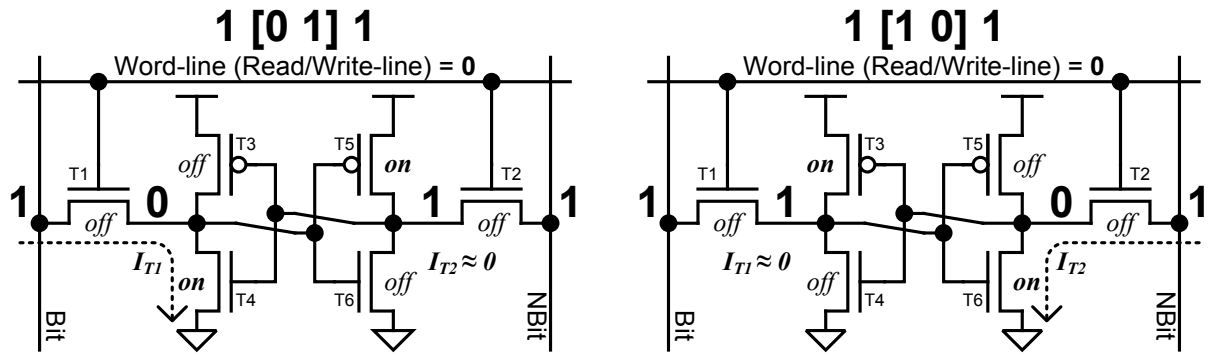 1 [0 1] 1
Word-line (Read/Write-line) = 0
T3
T5
off
on
T1
T2
1
0
1
1
off
off
I_T1
I_T2 ≈ 0
on
off
T4
T6
Bit
NBit
1 [1 0] 1
Word-line (Read/Write-line) = 0
T3
T5
on
off
T1
T2
1
1
0
1
off
off
I_T1 ≈ 0
I_T2
off
on
T4
T6
Bit
NBit